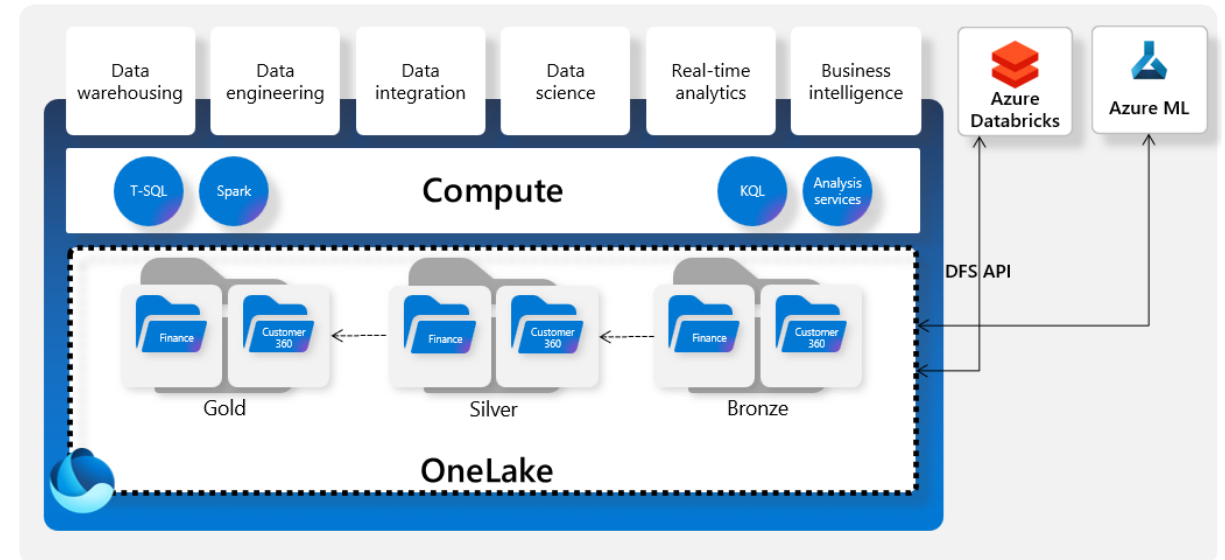 Data
warehousing
Data
engineering
Data
integration
Data
science
Real-time
analytics
Business
intelligence
Azure
Databricks
Azure ML
T-SQL
Spark
Compute
KQL
Analysis
services
DFS API
Finance
Customer
360
Finance
Customer
360
Finance
Customer
360
Gold
Silver
Bronze
OneLake